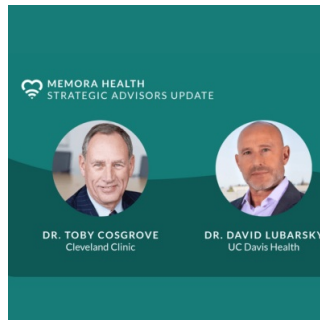 MEMORA HEALTH
STRATEGIC ADVISORS UPDATE
DR. TOBY COSGROVE
Cleveland Clinic
DR. DAVID LUBARSKY
UC Davis Health